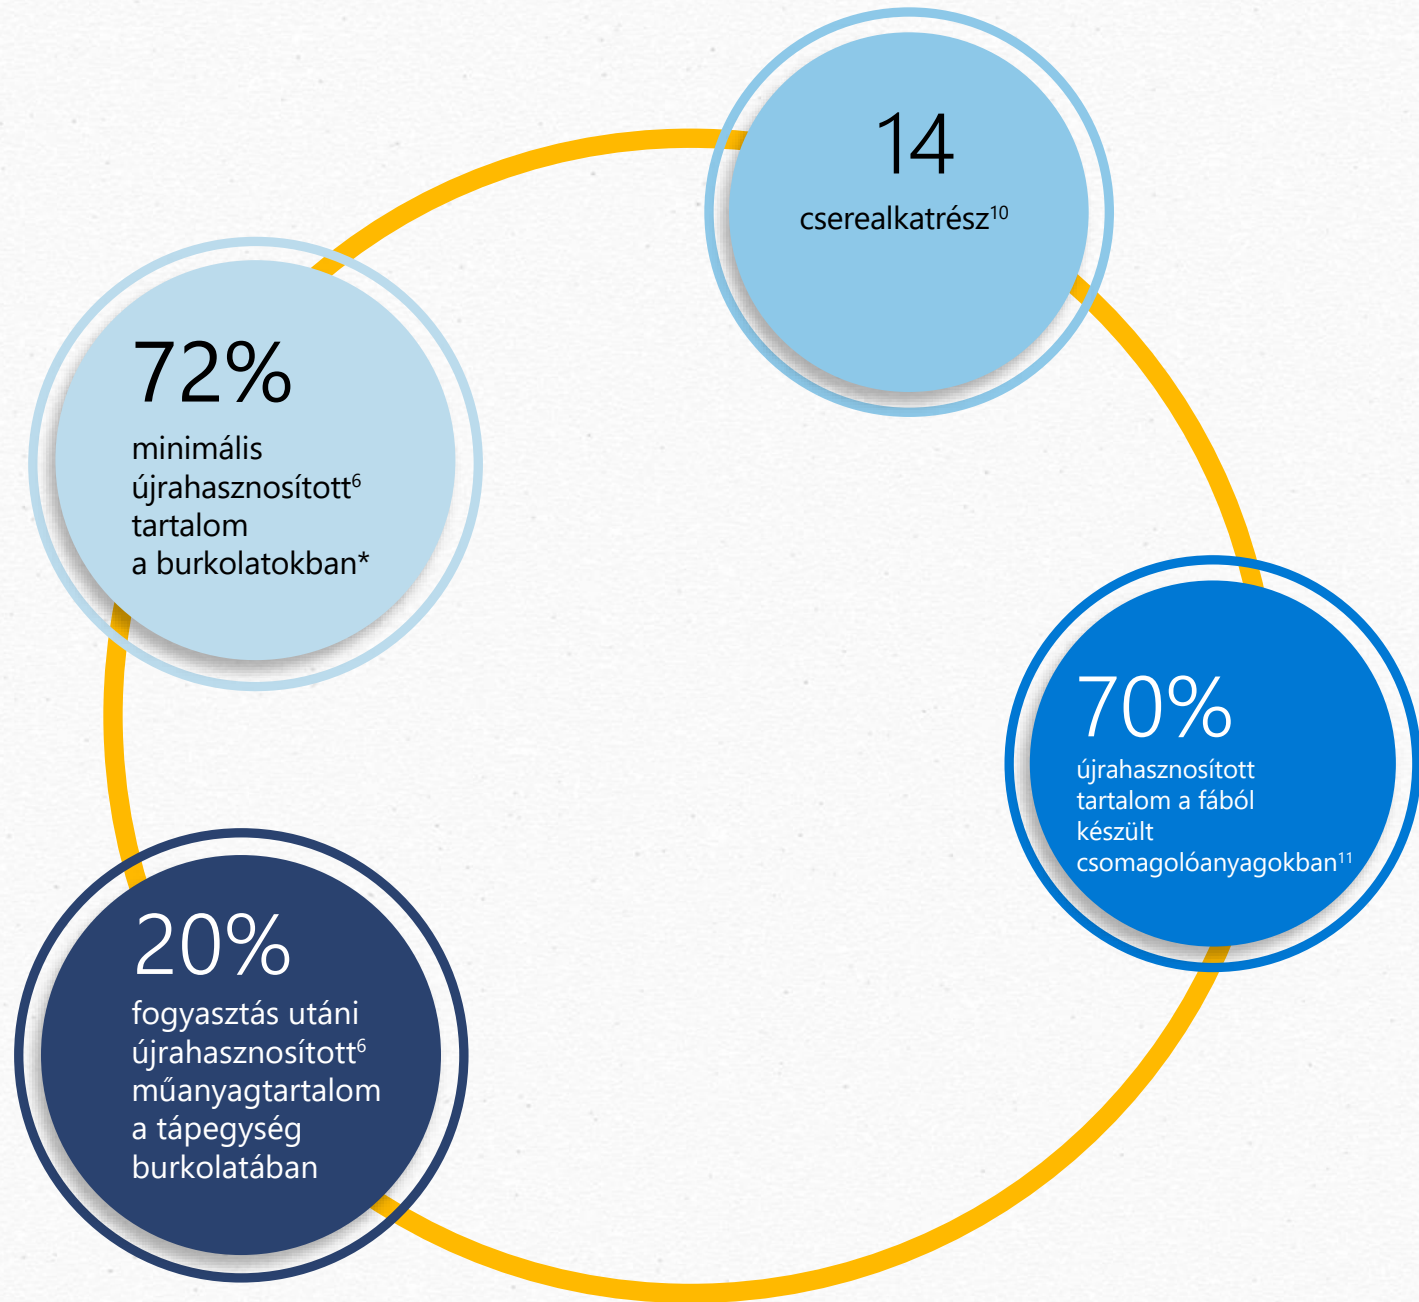 14
cserealkatrész¹⁰
72%
minimális
újrahasznosított⁶
tartalom
a burkolatokban*
70%
újrahasznosított
tartalom a fából
készült
csomagolóanyagokban¹¹
20%
fogyasztás utáni
újrahasznosított⁶
műanyagtartalom
a tápegység
burkolatában